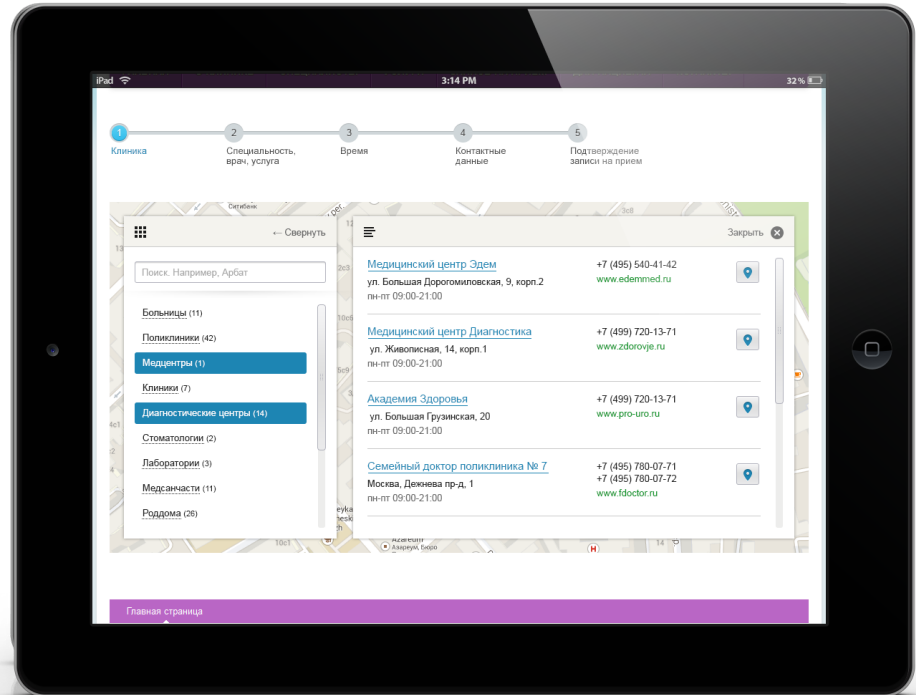 iPad
3:14 PM
32 %
1
2
3
4
5
Клиника
Специальность,
врач, услуга
Время
Контактные
данные
Подтверждение
записи на прием
Ситибанк
3с8
← Свернуть
Закрыть
Поиск. Например, Арбат
Больницы (11)
Поликлиники (42)
Медцентры (1)
Клиники (7)
Диагностические центры (14)
Стоматологии (2)
Лаборатории (3)
Медсанчасти (11)
Роддома (26)
Медицинский центр Эдем
ул. Большая Дорогомиловская, 9, корп.2
пн-пт 09:00-21:00
+7 (495) 540-41-42
www.edemmed.ru
Медицинский центр Диагностика
ул. Живописная, 14, корп.1
пн-пт 09:00-21:00
+7 (499) 720-13-71
www.zdorovje.ru
Академия Здоровья
ул. Большая Грузинская, 20
пн-пт 09:00-21:00
+7 (499) 720-13-71
www.pro-uro.ru
Семейный доктор поликлиника № 7
Москва, Дежнева пр-д, 1
пн-пт 09:00-21:00
+7 (495) 780-07-71
+7 (495) 780-07-72
www.fdoctor.ru
10с1
Азареум, Бюро
H
14
Главная страница